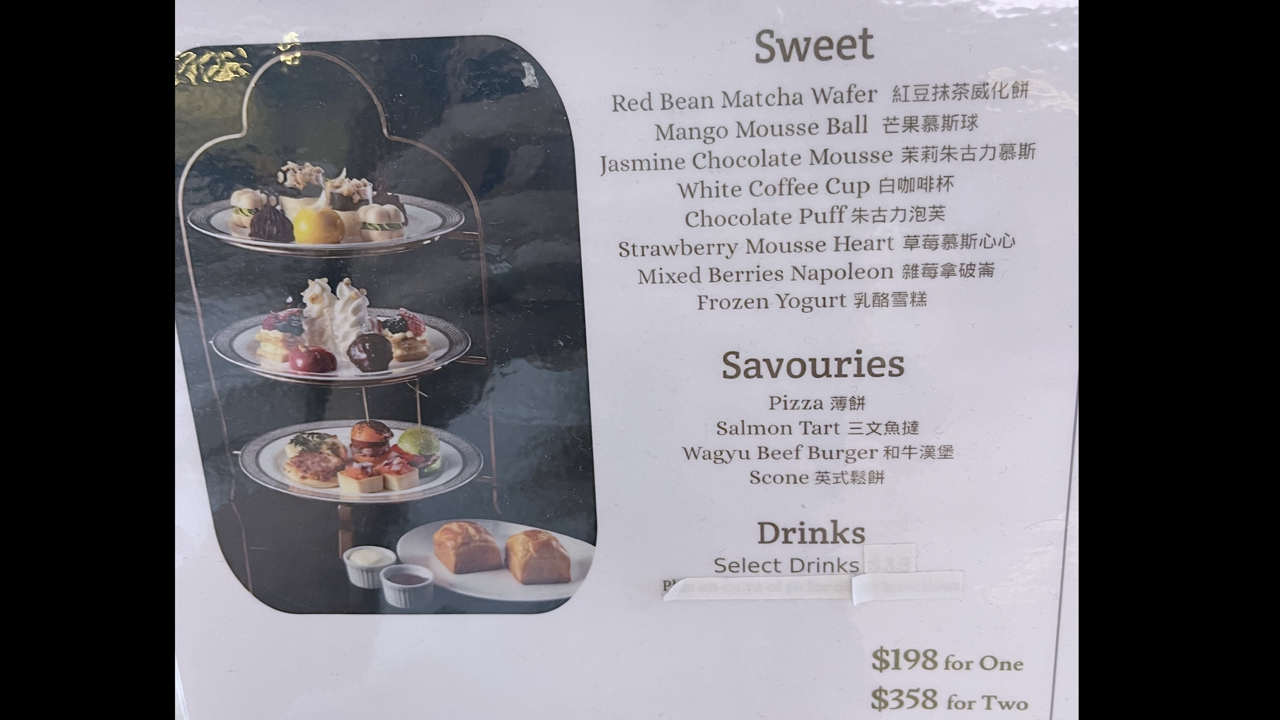 Sweet
Red Bean Matcha Wafer 紅豆抹茶威化餅
Mango Mousse Ball 芒果慕斯球
Jasmine Chocolate Mousse 茉莉朱古力慕斯
White Coffee Cup 白咖啡杯
Chocolate Puff 朱古力泡芙
Strawberry Mousse Heart 草莓慕斯心心
Mixed Berries Napoleon 雜莓拿破崙
Frozen Yogurt 乳酪雪糕
Savouries
Pizza 薄餅
Salmon Tart 三文魚撻
Wagyu Beef Burger 和牛漢堡
Scone 英式鬆餅
Drinks
Select Drinks
$198 for One
$358 for Two